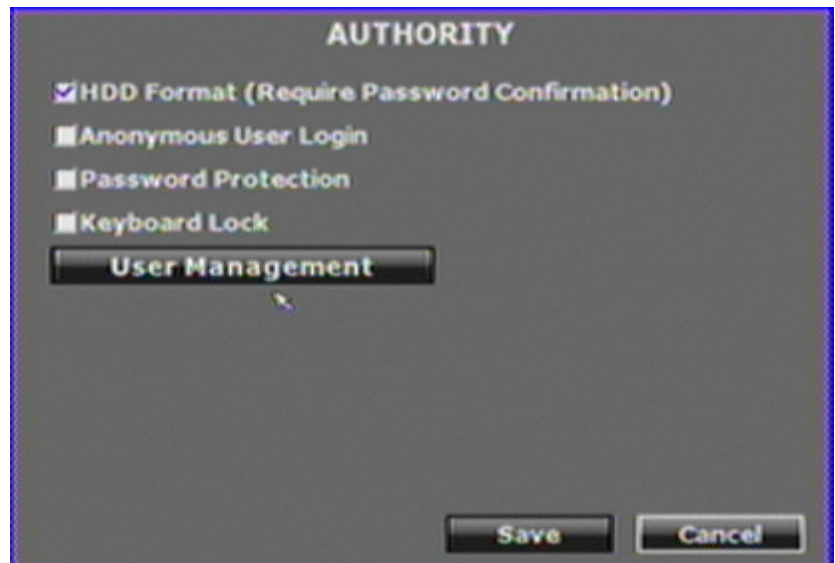 AUTHORITY
HDD Format (Require Password Confirmation)
Anonymous User Login
Password Protection
Keyboard Lock
User Management
Save
Cancel